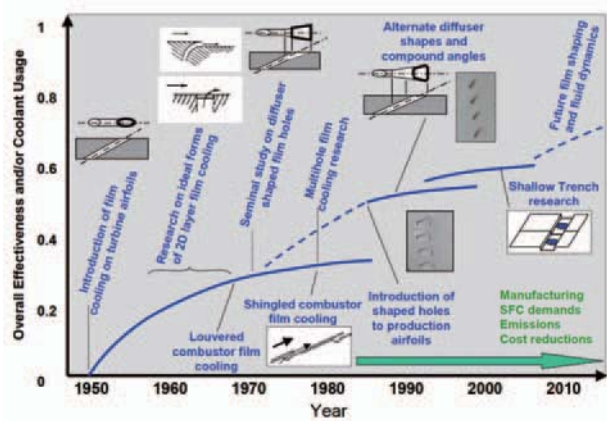 Overall Effectiveness and/or Coolant Usage
1
0.8
0.6
0.4
0.2
0
1950
1960
1970
1980
1990
2000
2010
Year
Introduction of film
cooling on turbine airfoils
Research on ideal forms
of 2D layer film cooling
Seminal study on diffuser
shaped film holes
Multihole film
cooling research
Alternate diffuser
shapes and
compound angles
Future film shaping
and fluid dynamics
Louvered
combustor film
cooling
Shingled combustor
film cooling
Introduction of
shaped holes
to production
airfoils
Shallow Trench
research
Manufacturing
SFC demands
Emissions
Cost reductions